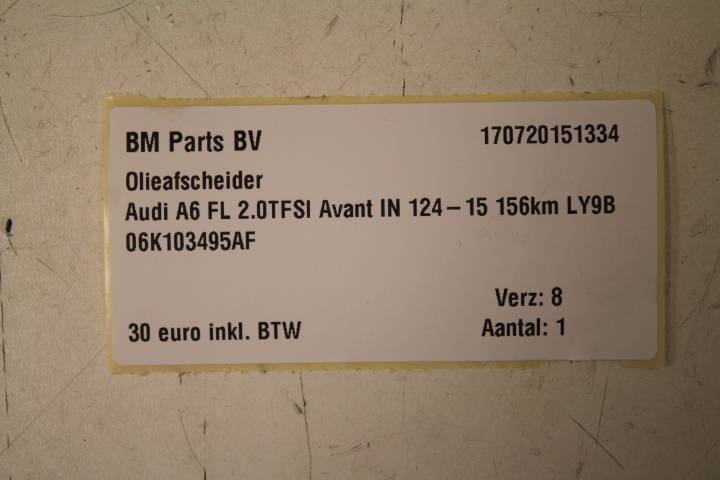 BM Parts BV 170720151334
Olieafscheider
Audi A6 FL 2.0TFSI Avant IN 124-15 156km LY9B
06K103495AF
Verz: 8
30 euro inkl. BTW Aantal: 1